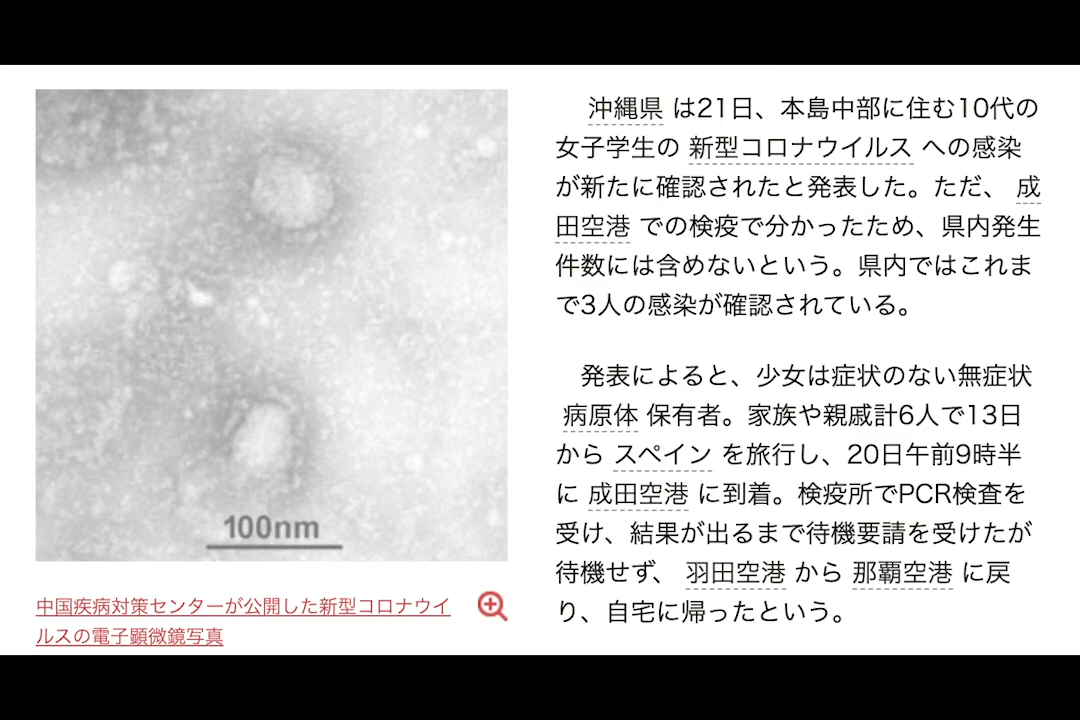 100nm
中国疾病対策センターが公開した新型コロナウイ
ルスの電子顕微鏡写真
沖縄県 は21日、本島中部に住む10代の
女子学生の 新型コロナウイルス への感染
が新たに確認されたと発表した。ただ、 成
田空港 での検疫で分かったため、県内発生
件数には含めないという。県内ではこれま
で3人の感染が確認されている。
発表によると、少女は症状のない無症状
病原体 保有者。家族や親戚計6人で13日
から スペイン を旅行し、20日午前9時半
に 成田空港 に到着。検疫所でPCR検査を
受け、結果が出るまで待機要請を受けたが
待機せず、 羽田空港 から 那覇空港 に戻
り、自宅に帰ったという。